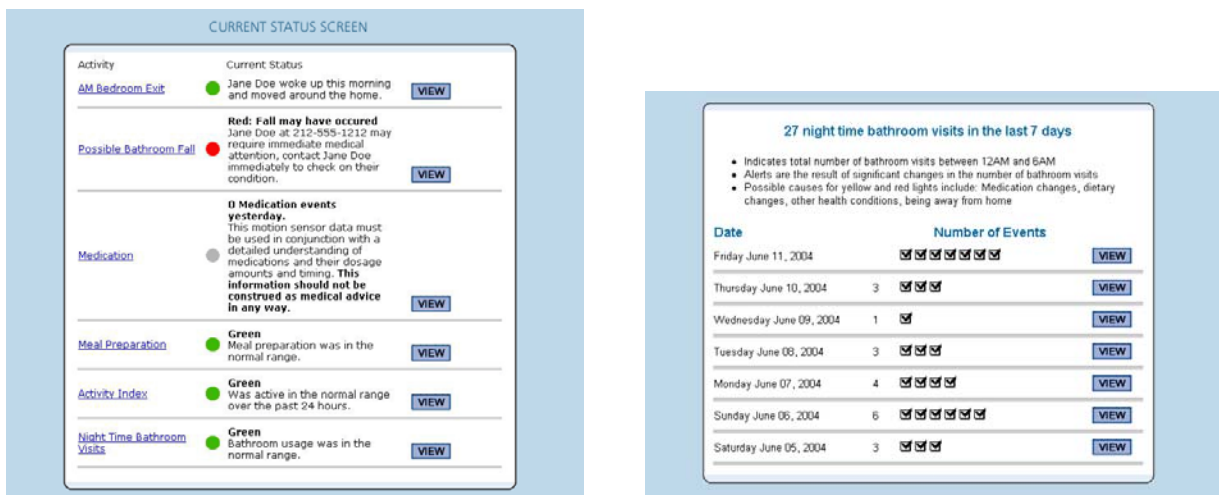 CURRENT STATUS SCREEN
Activity Current Status
AM Bedroom Exit
Jane Doe woke up this morning
and moved around the home.
VIEW
Possible Bathroom Fall
Red: Fall may have occured
Jane Doe at 212-555-1212 may
require immediate medical
attention, contact Jane Doe
immediately to check on their
condition.
VIEW
Medication
0 Medication events
yesterday.
This motion sensor data must
be used in conjunction with a
detailed understanding of
medications and their dosage
amounts and timing. This
information should not be
construed as medical advice
in any way.
VIEW
Meal Preparation
Green
Meal preparation was in the
normal range.
VIEW
Activity Index
Green
Was active in the normal range
over the past 24 hours.
VIEW
Night Time Bathroom
Visits
Green
Bathroom usage was in the
normal range.
VIEW
27 night time bathroom visits in the last 7 days
Indicates total number of bathroom visits between 12AM and 6AM
Alerts are the result of significant changes in the number of bathroom visits
Possible causes for yellow and red lights include: Medication changes, dietary
changes, other health conditions, being away from home
Date Number of Events
Friday June 11, 2004 VIEW
Thursday June 10, 2004 3 VIEW
Wednesday June 09, 2004 1 VIEW
Tuesday June 08, 2004 3 VIEW
Monday June 07, 2004 4 VIEW
Sunday June 06, 2004 6 VIEW
Saturday June 05, 2004 3 VIEW